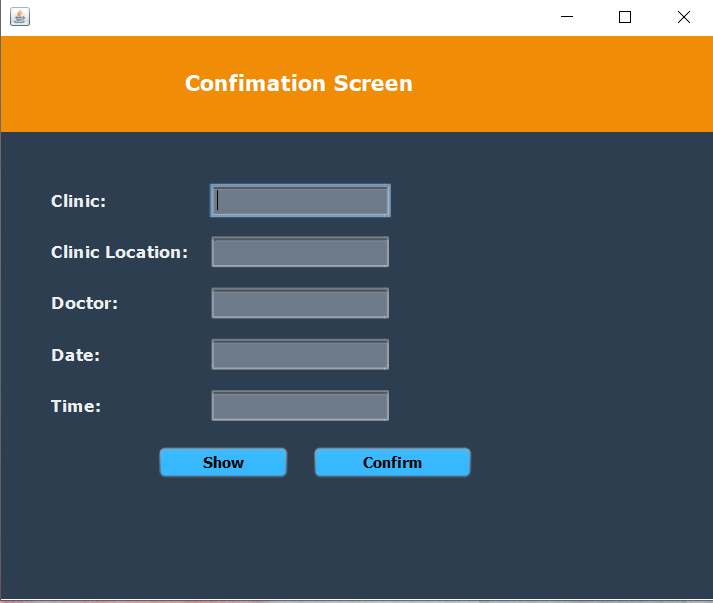 Confimation Screen
Clinic:
Clinic Location:
Doctor:
Date:
Time:
Show Confirm